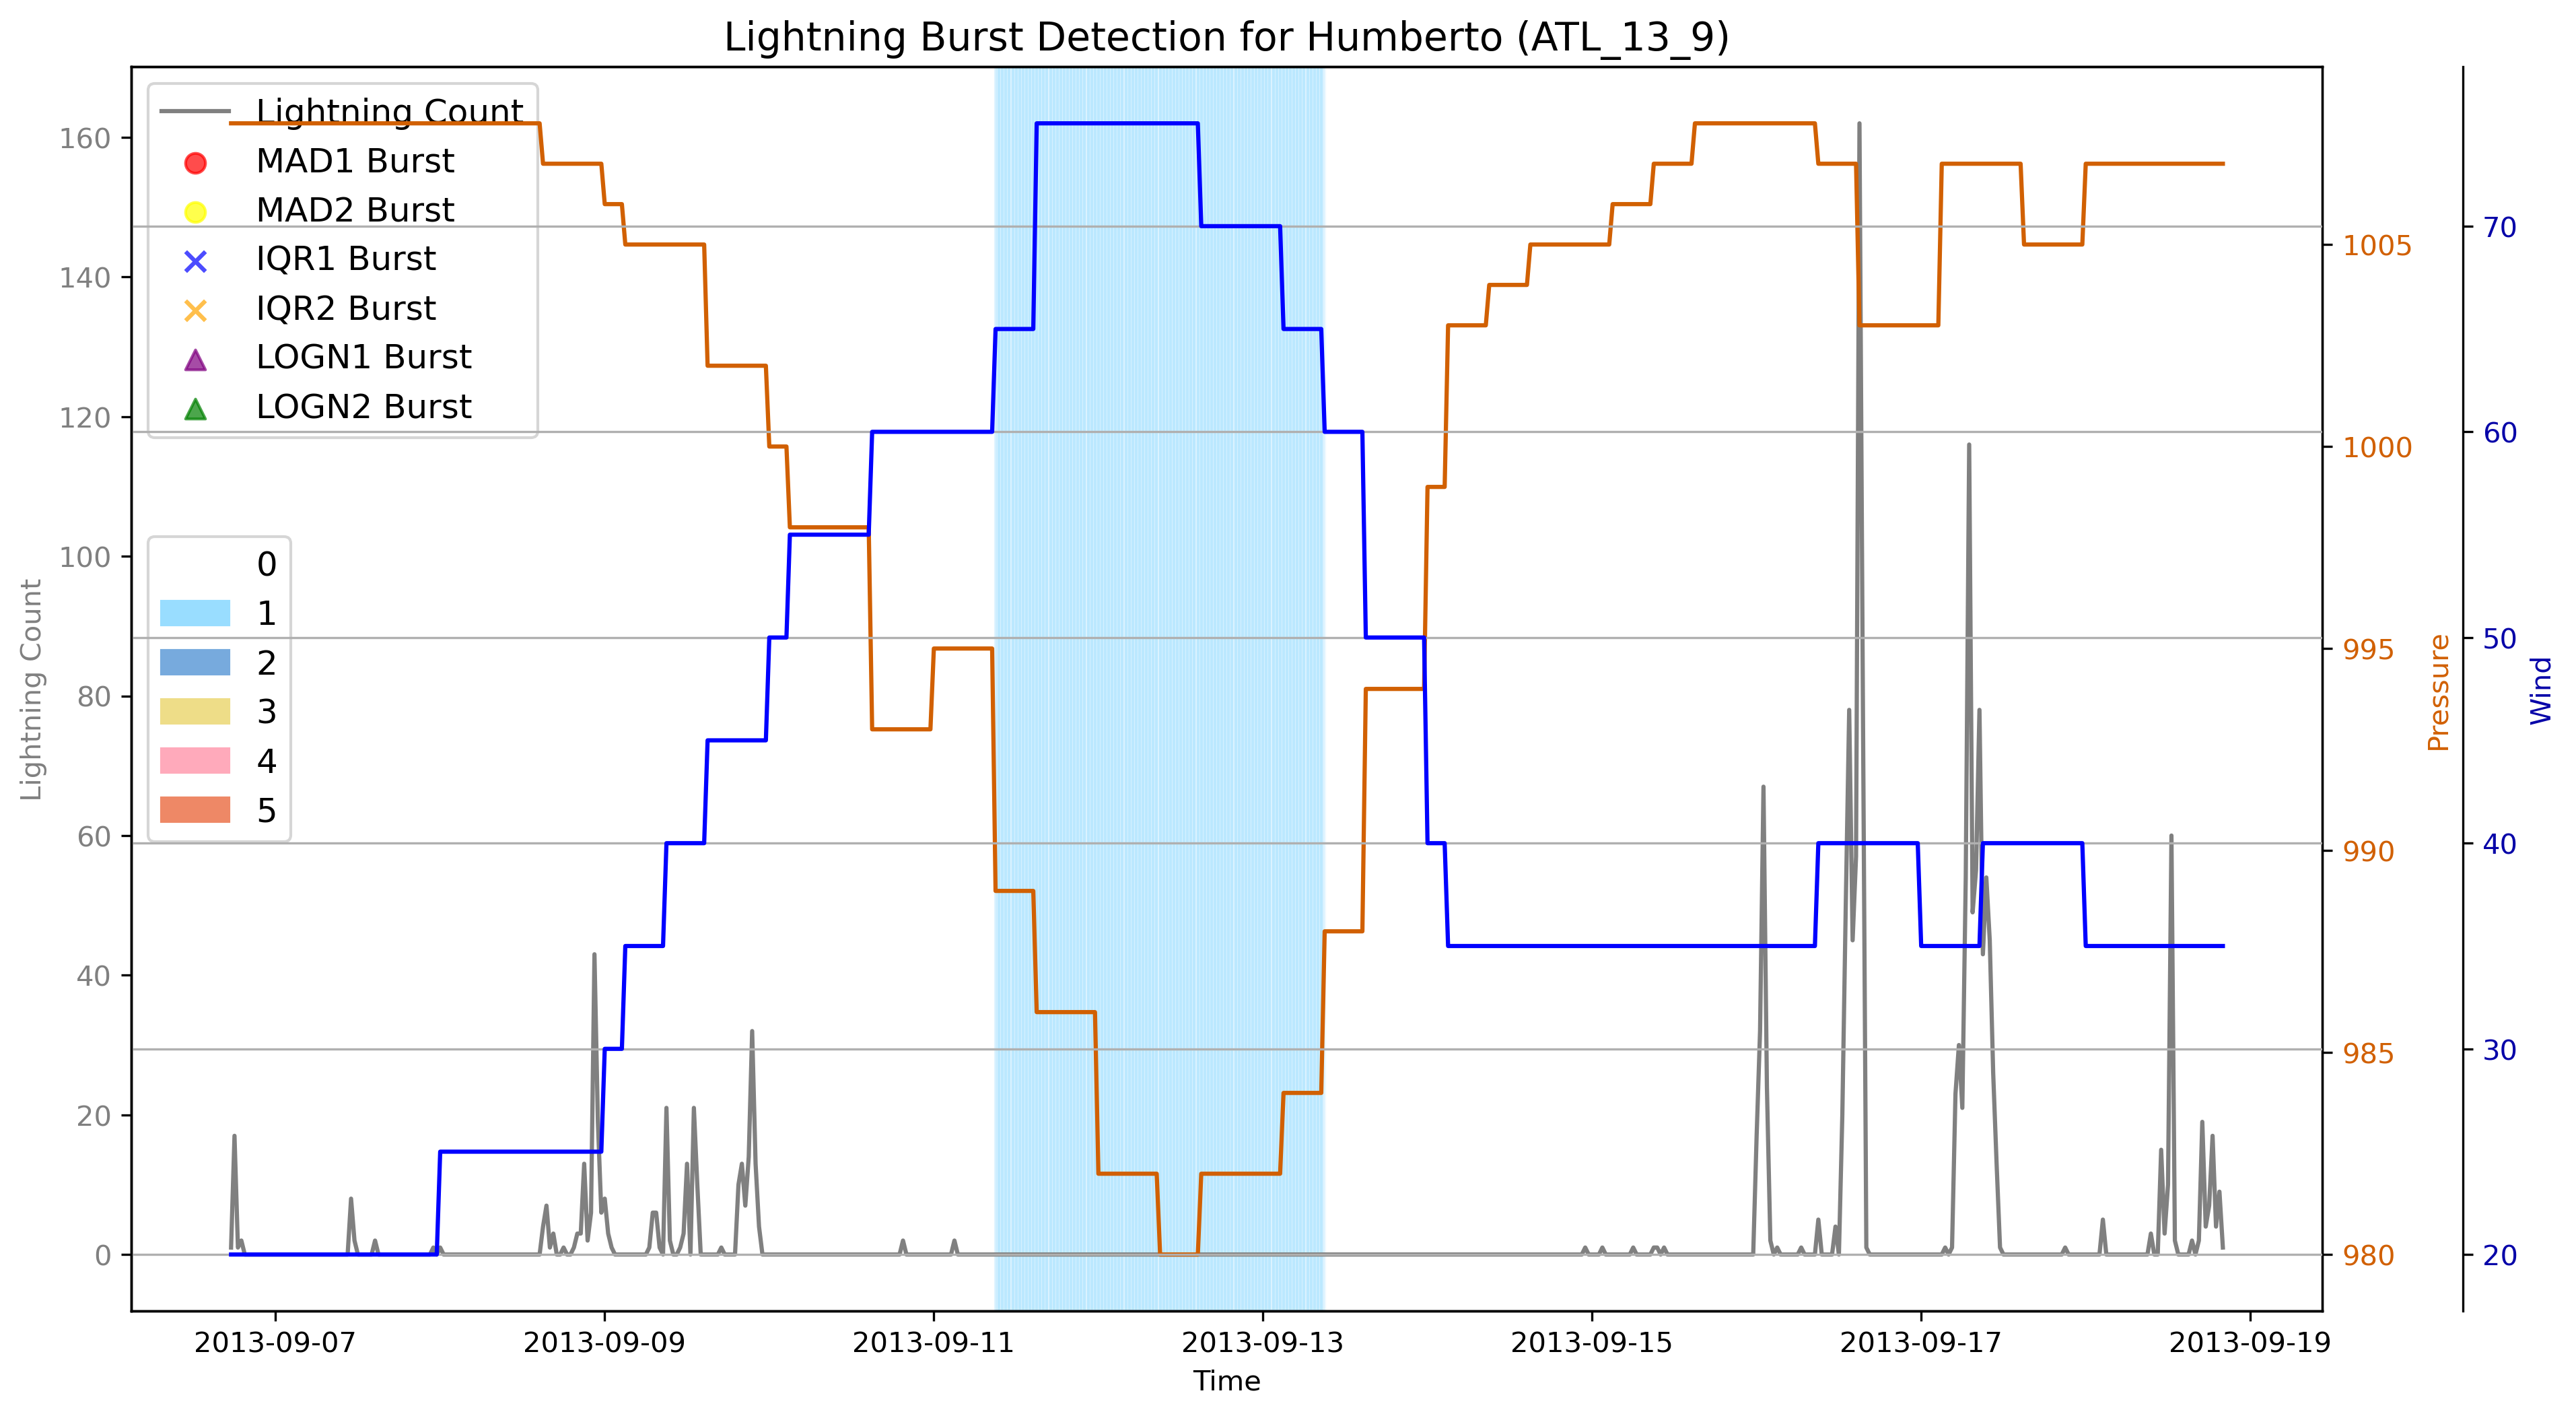 Lightning Burst Detection for Humberto (ATL_13_9)
Lightning Count
MAD1 Burst
MAD2 Burst
IQR1 Burst
IQR2 Burst
LOGN1 Burst
LOGN2 Burst
0
1
2
3
4
5
Lightning Count
160
140
120
100
80
60
40
20
0
1005
1000
995
990
985
980
Pressure
70
60
50
40
30
20
Wind
2013-09-07
2013-09-09
2013-09-11
2013-09-13
2013-09-15
2013-09-17
2013-09-19
Time